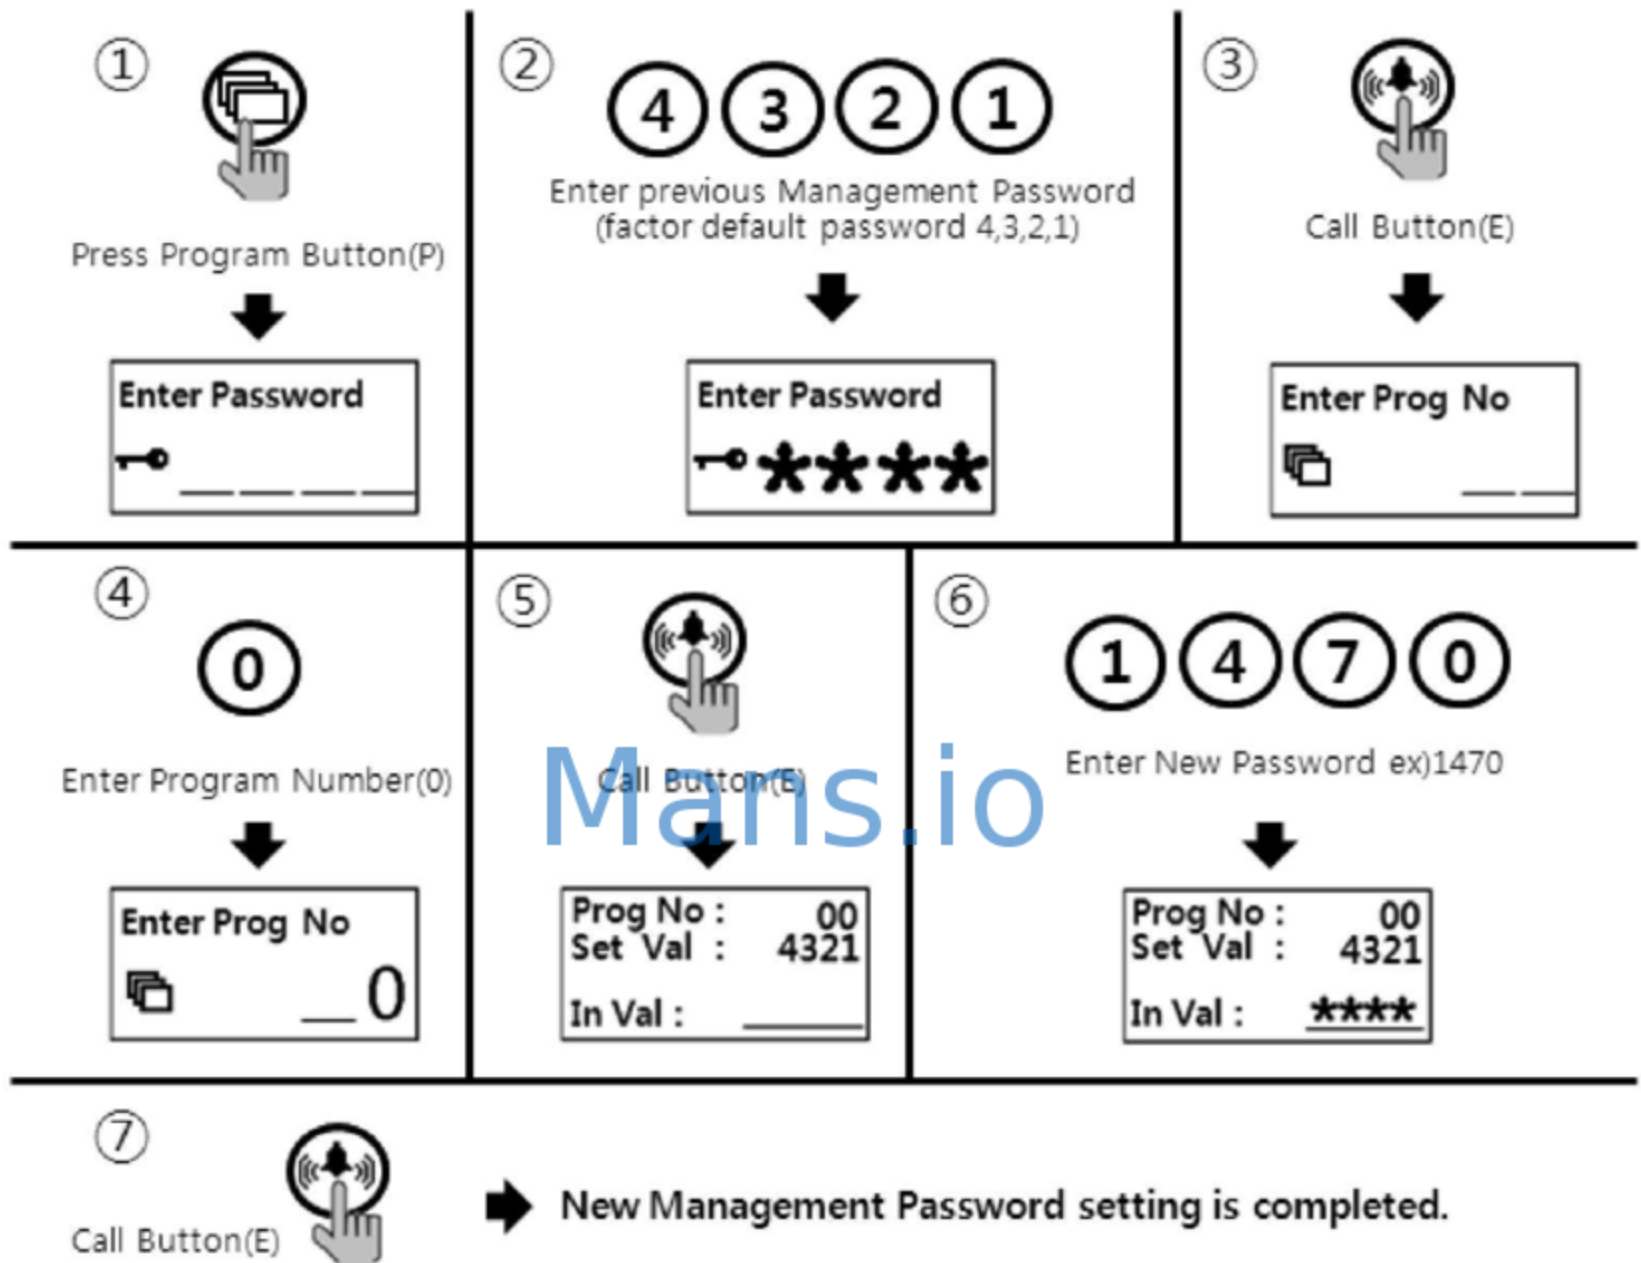 ①
Press Program Button(P)
Enter Password
②
4 3 2 1
Enter previous Management Password
(factor default password 4,3,2,1)
Enter Password
****
③
Call Button(E)
Enter Prog No
④
0
Enter Program Number(0)
Enter Prog No
_0
⑤
Call Button(E)
Prog No : 00
Set Val : 4321
In Val :
⑥
1 4 7 0
Enter New Password ex)1470
Prog No : 00
Set Val : 4321
In Val : ****
Mans.io
⑦
Call Button(E)
New Management Password setting is completed.